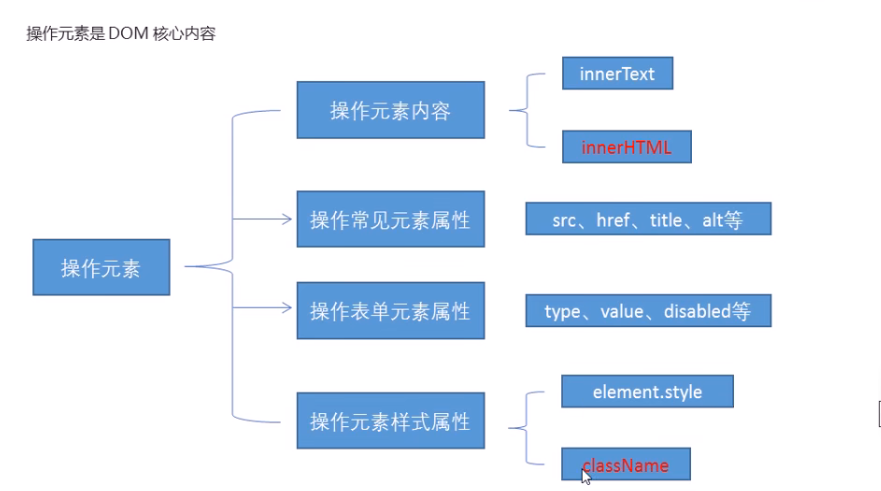 操作元素是 DOM 核心内容
操作元素
操作元素内容
innerText
innerHTML
操作常见元素属性
src、href、title、alt等
操作表单元素属性
type、value、disabled等
操作元素样式属性
element.style
className